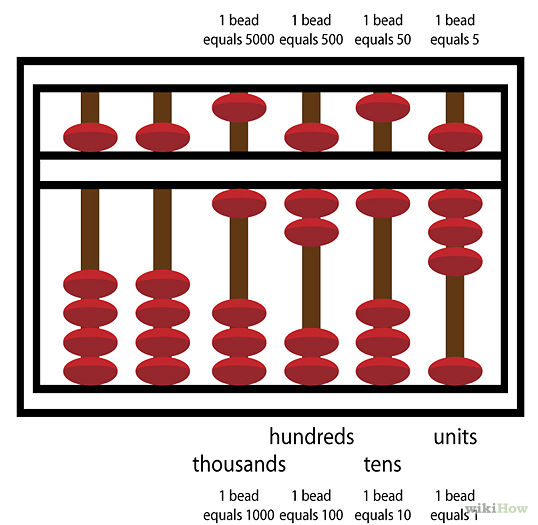 1 bead 1 bead 1 bead 1 bead
equals 5000 equals 500 equals 50 equals 5
hundreds units
thousands tens
1 bead 1 bead 1 bead 1 bead
equals 1000 equals 100 equals 10 equals 1
wikiHow